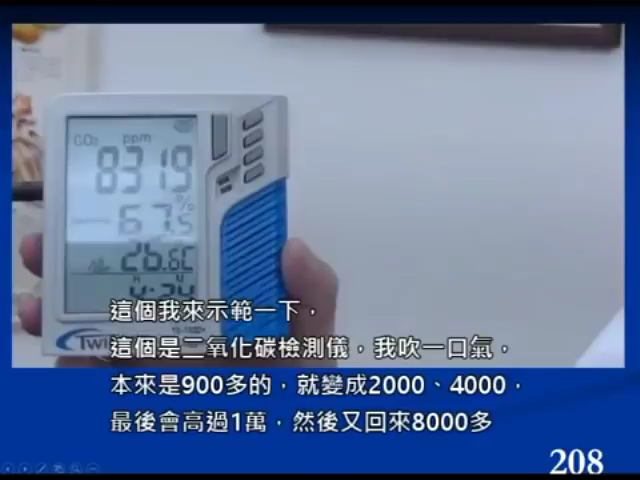 CO₂ ppm
8319
67.5 %
26.6C
4:24
這個我來示範一下，
這個是二氧化碳檢測儀，我吹一口氣，
本來是900多的，就變成2000、4000，
最後會高過1萬，然後又回來8000多
208